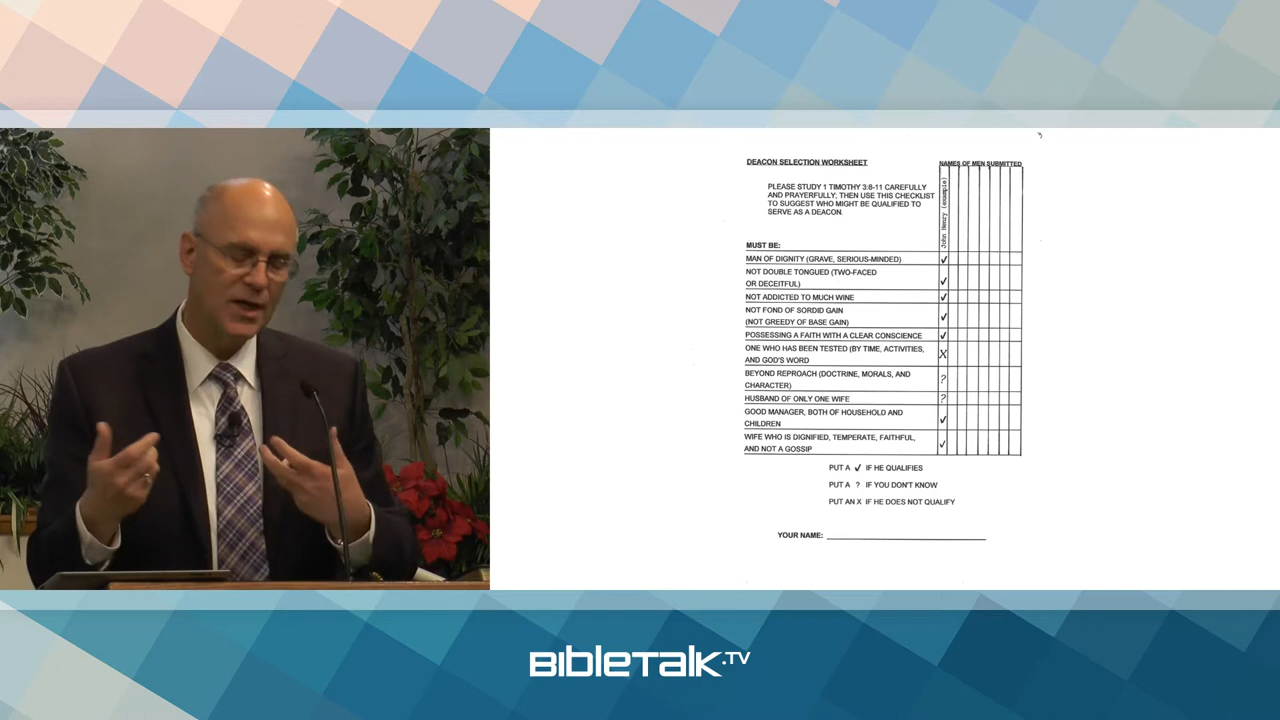 DEACON SELECTION WORKSHEET
NAMES OF MEN SUBMITTED
PLEASE STUDY 1 TIMOTHY 3:8-11 CAREFULLY
AND PRAYERFULLY; THEN USE THIS CHECKLIST
TO SUGGEST WHO MIGHT BE QUALIFIED TO
SERVE AS A DEACON.
John Henry (example)
MUST BE:
MAN OF DIGNITY (GRAVE, SERIOUS-MINDED) ✓
NOT DOUBLE TONGUED (TWO-FACED
OR DECEITFUL) ✓
NOT ADDICTED TO MUCH WINE ✓
NOT FOND OF SORDID GAIN
(NOT GREEDY OF BASE GAIN) ✓
POSSESSING A FAITH WITH A CLEAR CONSCIENCE ✓
ONE WHO HAS BEEN TESTED (BY TIME, ACTIVITIES,
AND GOD'S WORD X
BEYOND REPROACH (DOCTRINE, MORALS, AND
CHARACTER) ?
HUSBAND OF ONLY ONE WIFE ?
GOOD MANAGER, BOTH OF HOUSEHOLD AND
CHILDREN ✓
WIFE WHO IS DIGNIFIED, TEMPERATE, FAITHFUL,
AND NOT A GOSSIP ✓
PUT A ✓ IF HE QUALIFIES
PUT A ? IF YOU DON'T KNOW
PUT AN X IF HE DOES NOT QUALIFY
YOUR NAME:
BIBLETALK.TV